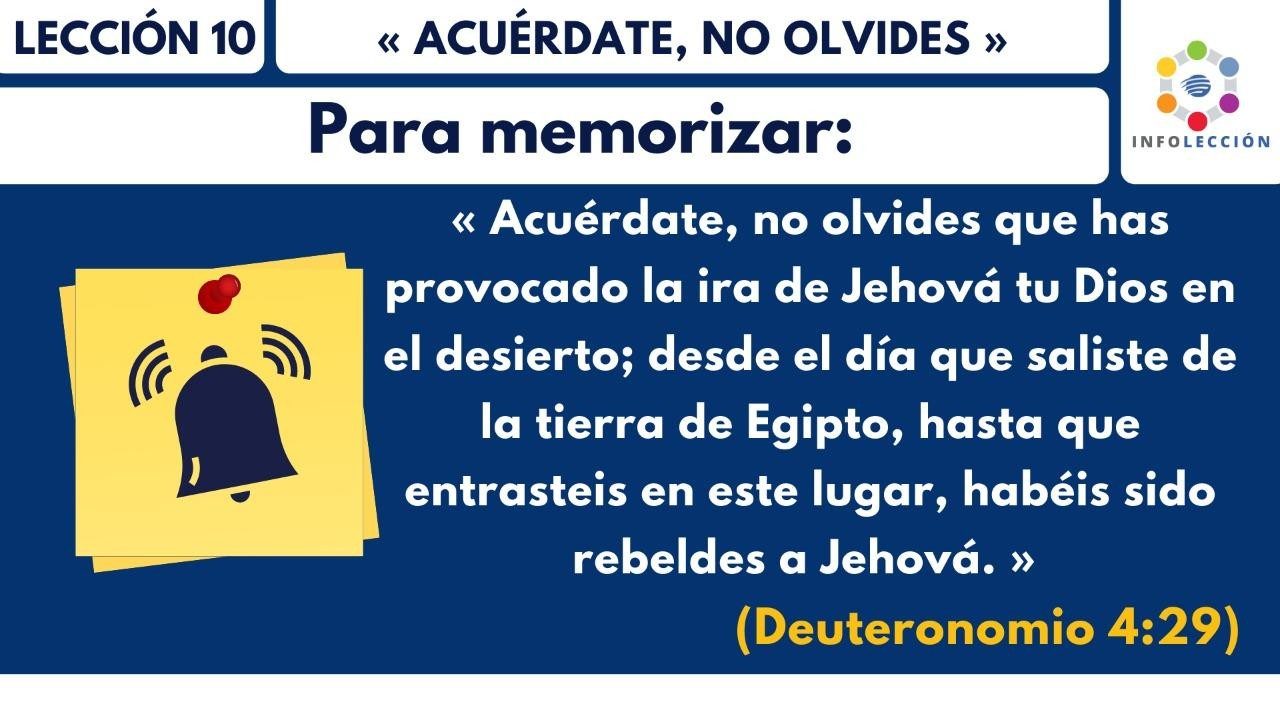 LECCIÓN 10
« ACUÉRDATE, NO OLVIDES »
Para memorizar:
INFOLECCIÓN
« Acuérdate, no olvides que has
provocado la ira de Jehová tu Dios en
el desierto; desde el día que saliste de
la tierra de Egipto, hasta que
entrasteis en este lugar, habéis sido
rebeldes a Jehová. »
(Deuteronomio 4:29)